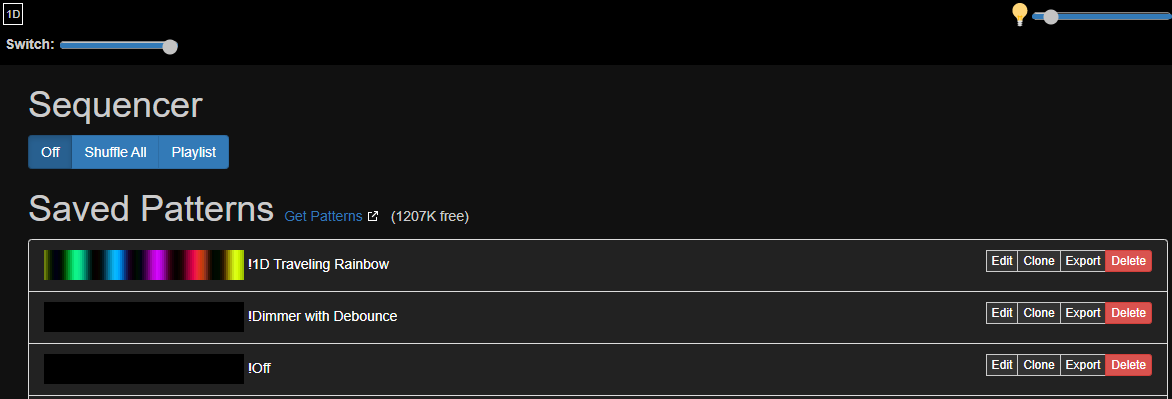 1D
Switch:
Sequencer
Off Shuffle All Playlist
Saved Patterns Get Patterns (1207K free)
!1D Traveling Rainbow Edit Clone Export Delete
!Dimmer with Debounce Edit Clone Export Delete
!Off Edit Clone Export Delete